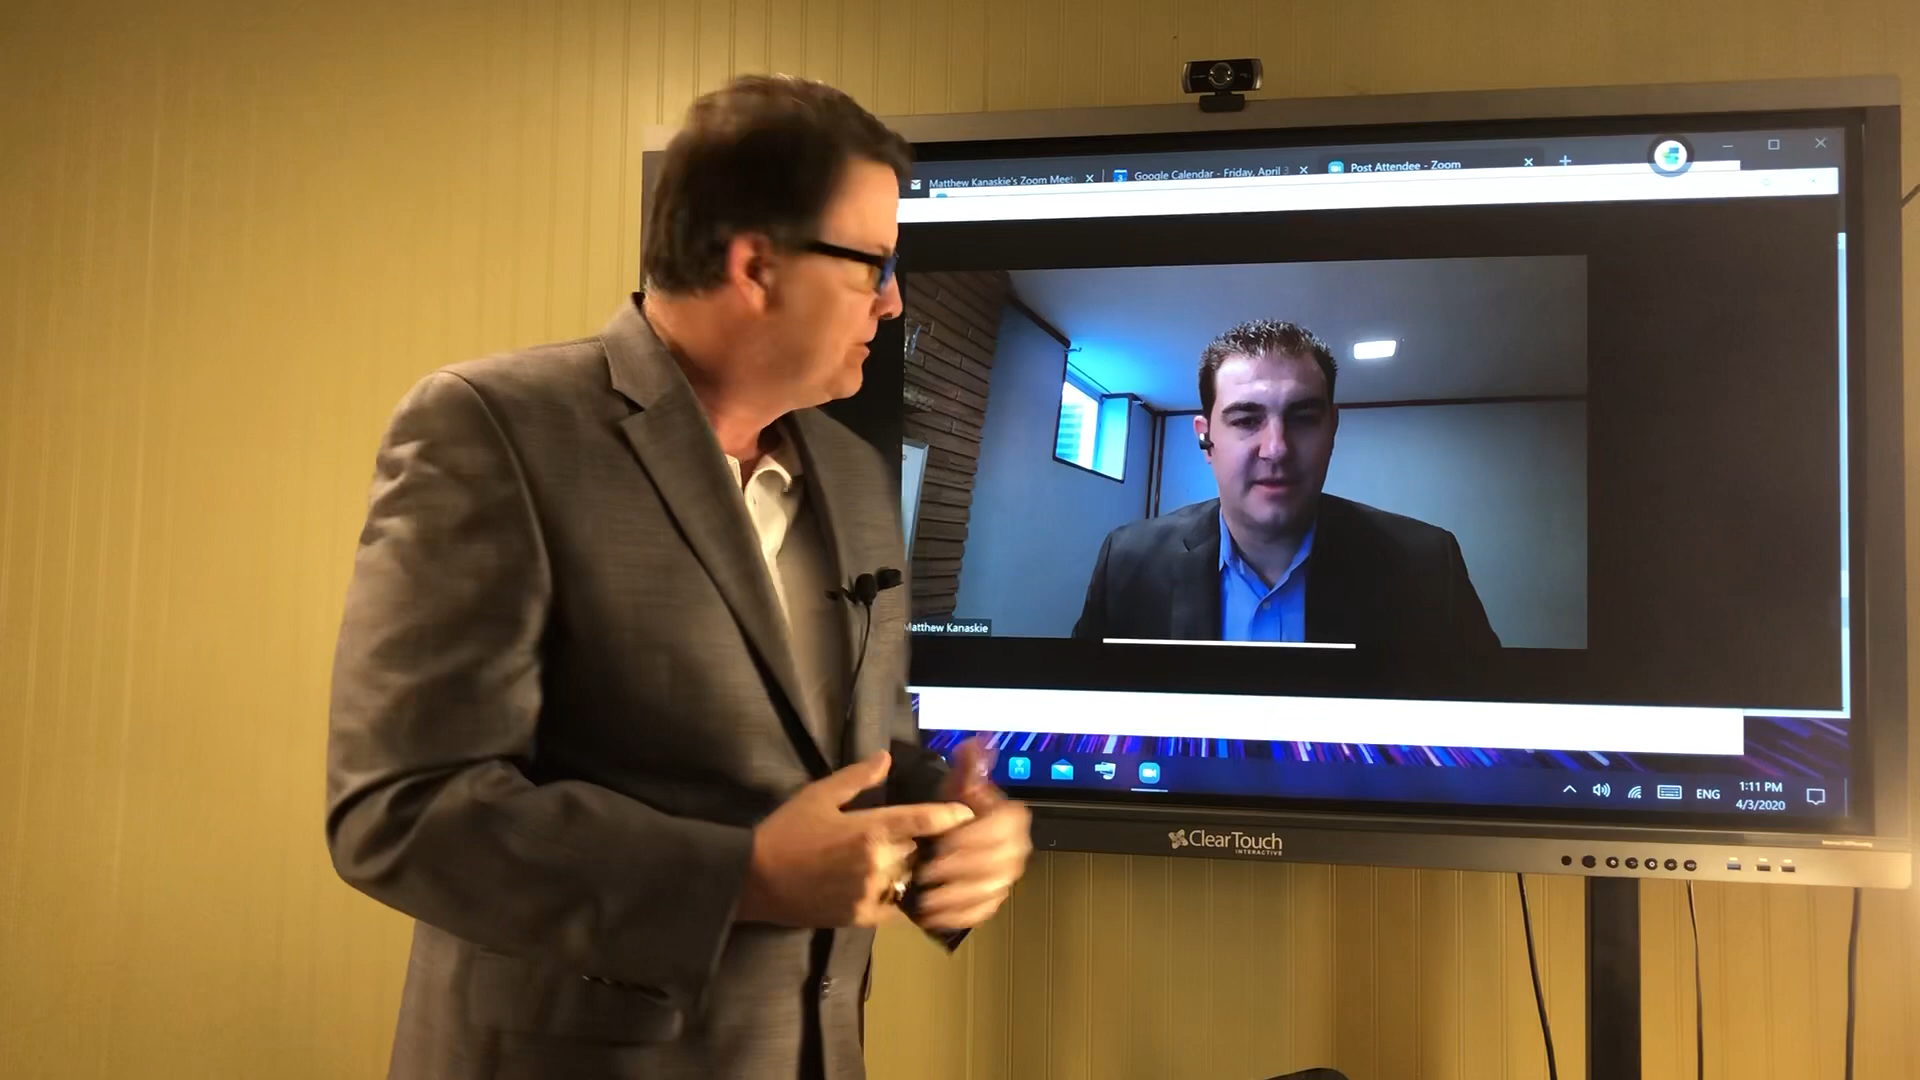 Matthew Kanaskie's Zoom Meet
Google Calendar - Friday, April 3
Post Attendee - Zoom
Matthew Kanaskie
ENG
1:11 PM
4/3/2020
ClearTouch
INTERACTIVE